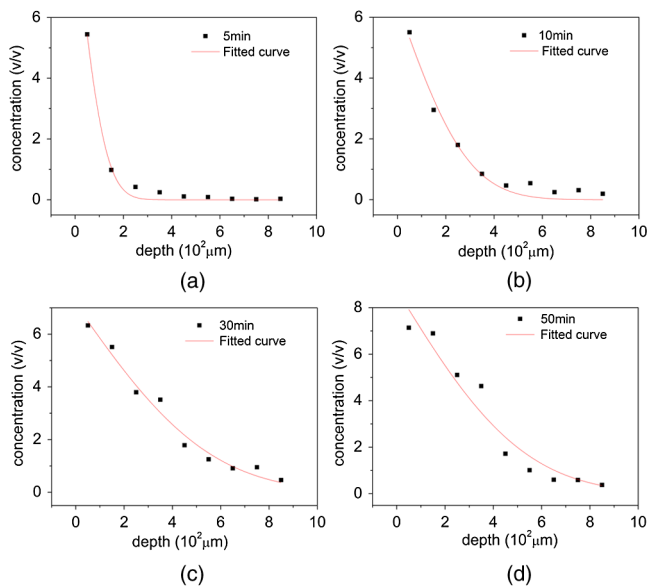 5min
Fitted curve
concentration (v/v)
6
4
2
0
0 2 4 6 8 10
depth (10²μm)
(a)
10min
Fitted curve
concentration (v/v)
6
4
2
0
0 2 4 6 8 10
depth (10²μm)
(b)
30min
Fitted curve
concentration (v/v)
6
4
2
0
0 2 4 6 8 10
depth (10²μm)
(c)
50min
Fitted curve
concentration (v/v)
8
6
4
2
0
0 2 4 6 8 10
depth (10²μm)
(d)